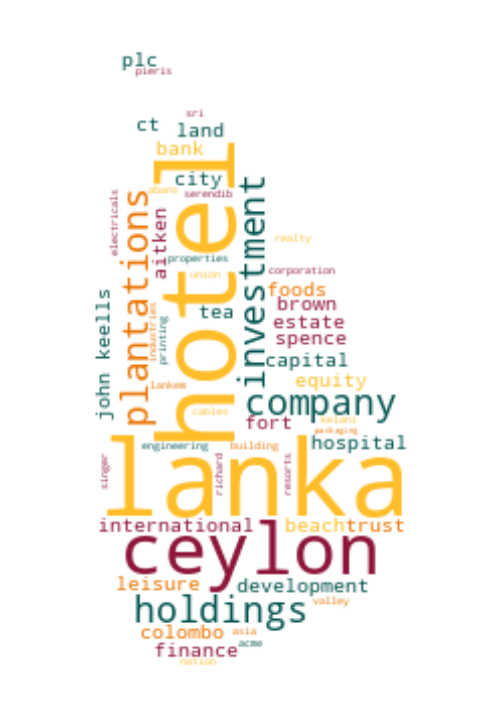 plc
pieris
sri
ct
land
bank
hotel
city
abans
serendib
electricals
plantations
aitken
investment
realty
properties
union
corporation
foods
john keells
industries
printing
tea
brown
estate
spence
capital
lankem
equity
cables
company
fort
kelani
packaging
engineering
building
hospital
lanka
singer
richard
resorts
international
beach
trust
ceylon
leisure
development
holdings
valley
colombo
asia
finance
acme
nation